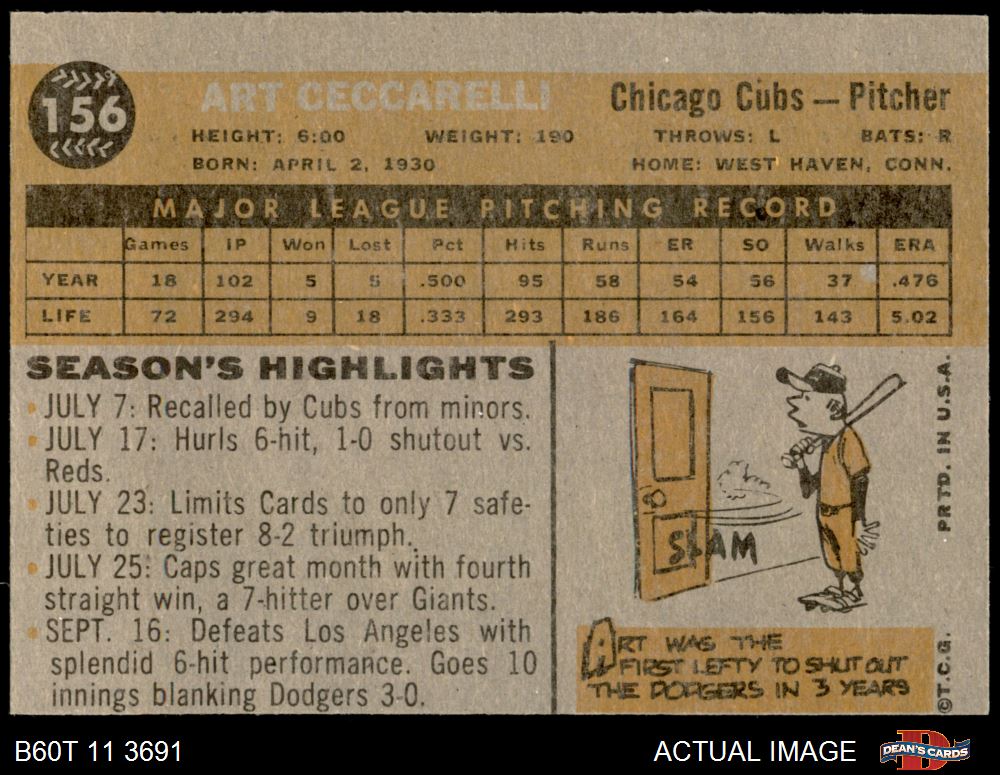 156
ART CECCARELLI
Chicago Cubs — Pitcher
HEIGHT: 6:00 WEIGHT: 190 THROWS: L BATS: R
BORN: APRIL 2, 1930 HOME: WEST HAVEN, CONN.
MAJOR LEAGUE PITCHING RECORD
Games IP Won Lost Pct Hits Runs ER SO Walks ERA
YEAR 18 102 5 5 .500 95 58 54 56 37 .476
LIFE 72 294 9 18 .333 293 186 164 156 143 5.02
SEASON'S HIGHLIGHTS
JULY 7: Recalled by Cubs from minors.
JULY 17: Hurls 6-hit, 1-0 shutout vs.
Reds.
JULY 23: Limits Cards to only 7 safe-
ties to register 8-2 triumph.
JULY 25: Caps great month with fourth
straight win, a 7-hitter over Giants.
SEPT. 16: Defeats Los Angeles with
splendid 6-hit performance. Goes 10
innings blanking Dodgers 3-0.
SLAM
ART WAS THE
FIRST LEFTY TO SHUT OUT
THE DODGERS IN 3 YEARS
©T.C.G. PRTD. IN U.S.A.
B60T 11 3691
ACTUAL IMAGE
DEAN'S CARDS